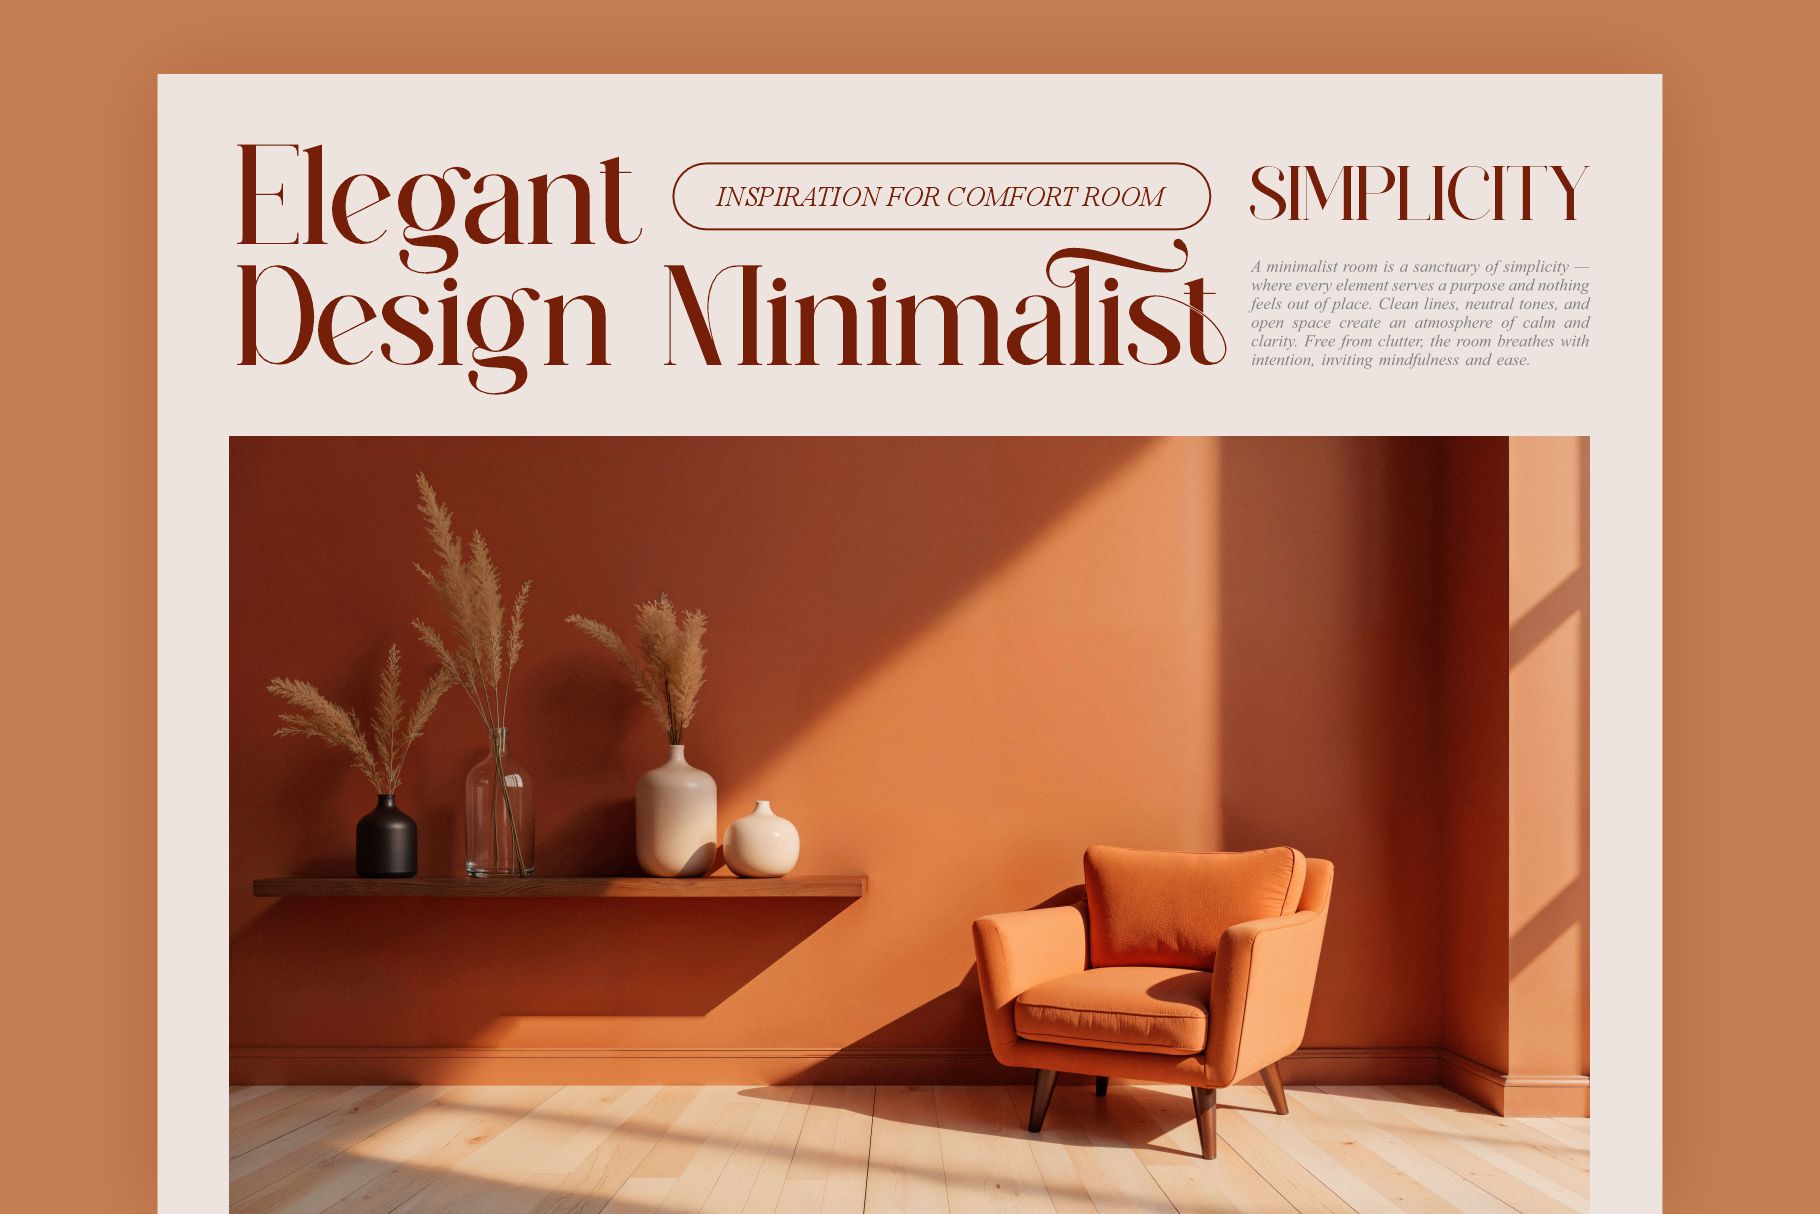 Elegant
Design Minimalist
INSPIRATION FOR COMFORT ROOM
SIMPLICITY
A minimalist room is a sanctuary of simplicity —
where every element serves a purpose and nothing
feels out of place. Clean lines, neutral tones, and
open space create an atmosphere of calm and
clarity. Free from clutter, the room breathes with
intention, inviting mindfulness and ease.